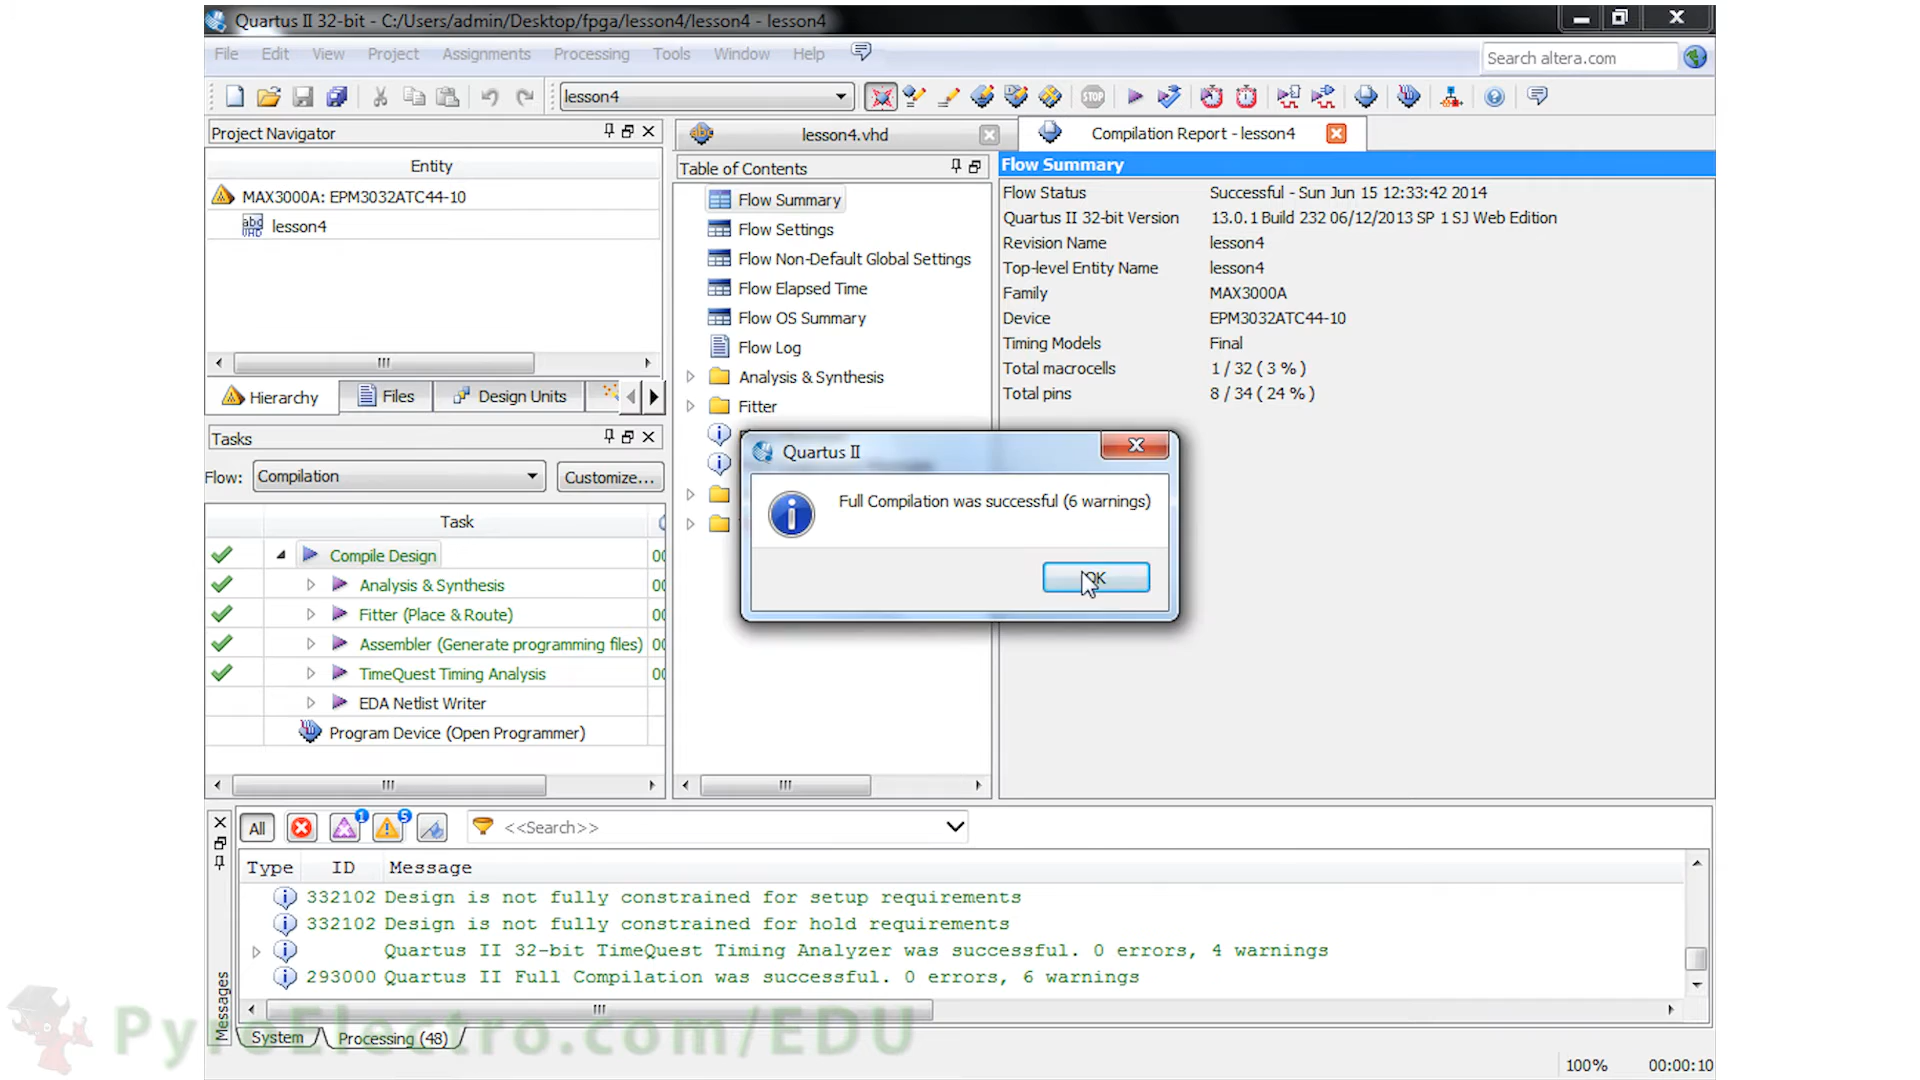 Quartus II 32-bit - C:/Users/admin/Desktop/fpga/lesson4/lesson4 - lesson4
File Edit View Project Assignments Processing Tools Window Help
Search altera.com
lesson4
STOP
Project Navigator
Entity
MAX3000A: EPM3032ATC44-10
lesson4
Hierarchy Files Design Units
Tasks
Flow: Compilation Customize...
Task
Compile Design 00
Analysis & Synthesis 00
Fitter (Place & Route) 00
Assembler (Generate programming files) 00
TimeQuest Timing Analysis 00
EDA Netlist Writer
Program Device (Open Programmer)
lesson4.vhd
Compilation Report - lesson4
Table of Contents
Flow Summary
Flow Settings
Flow Non-Default Global Settings
Flow Elapsed Time
Flow OS Summary
Flow Log
Analysis & Synthesis
Fitter
Flow Summary
Flow Status Successful - Sun Jun 15 12:33:42 2014
Quartus II 32-bit Version 13.0.1 Build 232 06/12/2013 SP 1 SJ Web Edition
Revision Name lesson4
Top-level Entity Name lesson4
Family MAX3000A
Device EPM3032ATC44-10
Timing Models Final
Total macrocells 1 / 32 ( 3 % )
Total pins 8 / 34 ( 24 % )
Quartus II
Full Compilation was successful (6 warnings)
OK
All 1 5 <<Search>>
Type ID Message
332102 Design is not fully constrained for setup requirements
332102 Design is not fully constrained for hold requirements
Quartus II 32-bit TimeQuest Timing Analyzer was successful. 0 errors, 4 warnings
293000 Quartus II Full Compilation was successful. 0 errors, 6 warnings
Messages
System Processing (48)
PyroElectro.com/EDU
100% 00:00:10